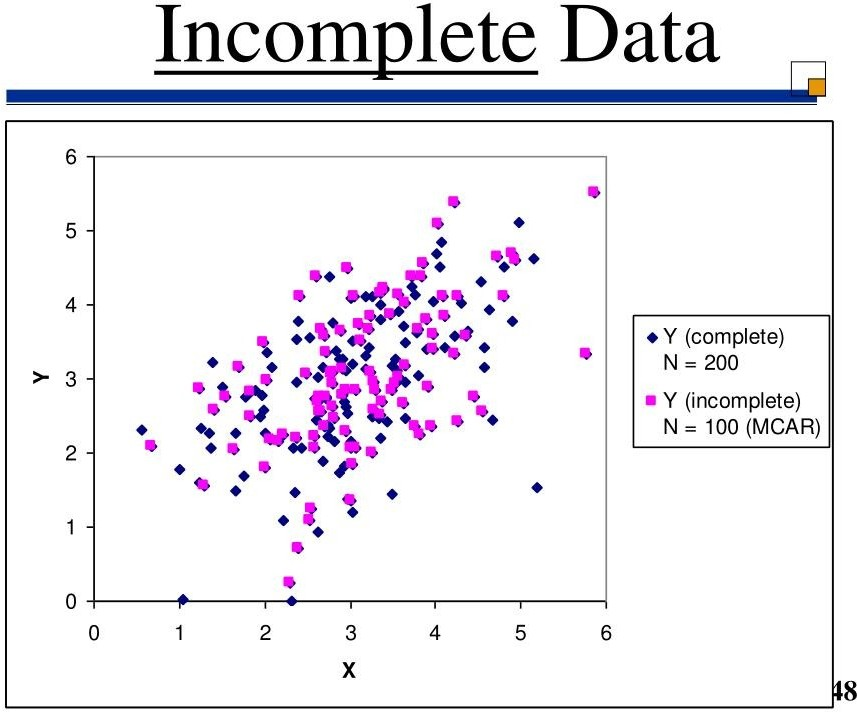 Incomplete Data
6
5
4
3
2
1
0
Y
0 1 2 3 4 5 6
X
Y (complete)
N = 200
Y (incomplete)
N = 100 (MCAR)
48